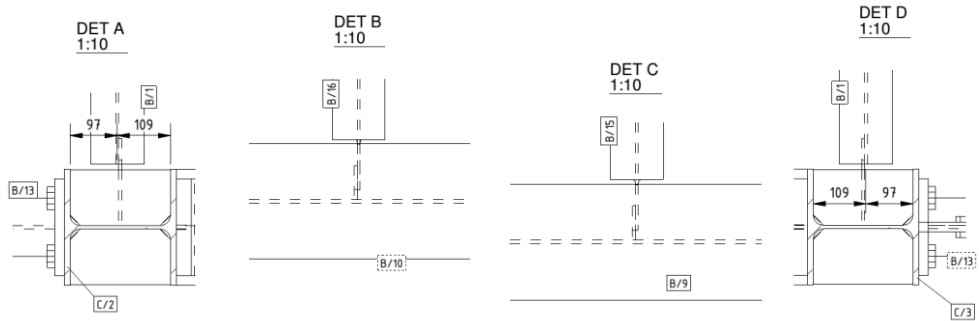 DET A
1:10
B/1
97
109
B/13
C/2
DET B
1:10
B/16
B/10
DET C
1:10
B/15
B/9
DET D
1:10
B/1
109
97
B/13
C/3